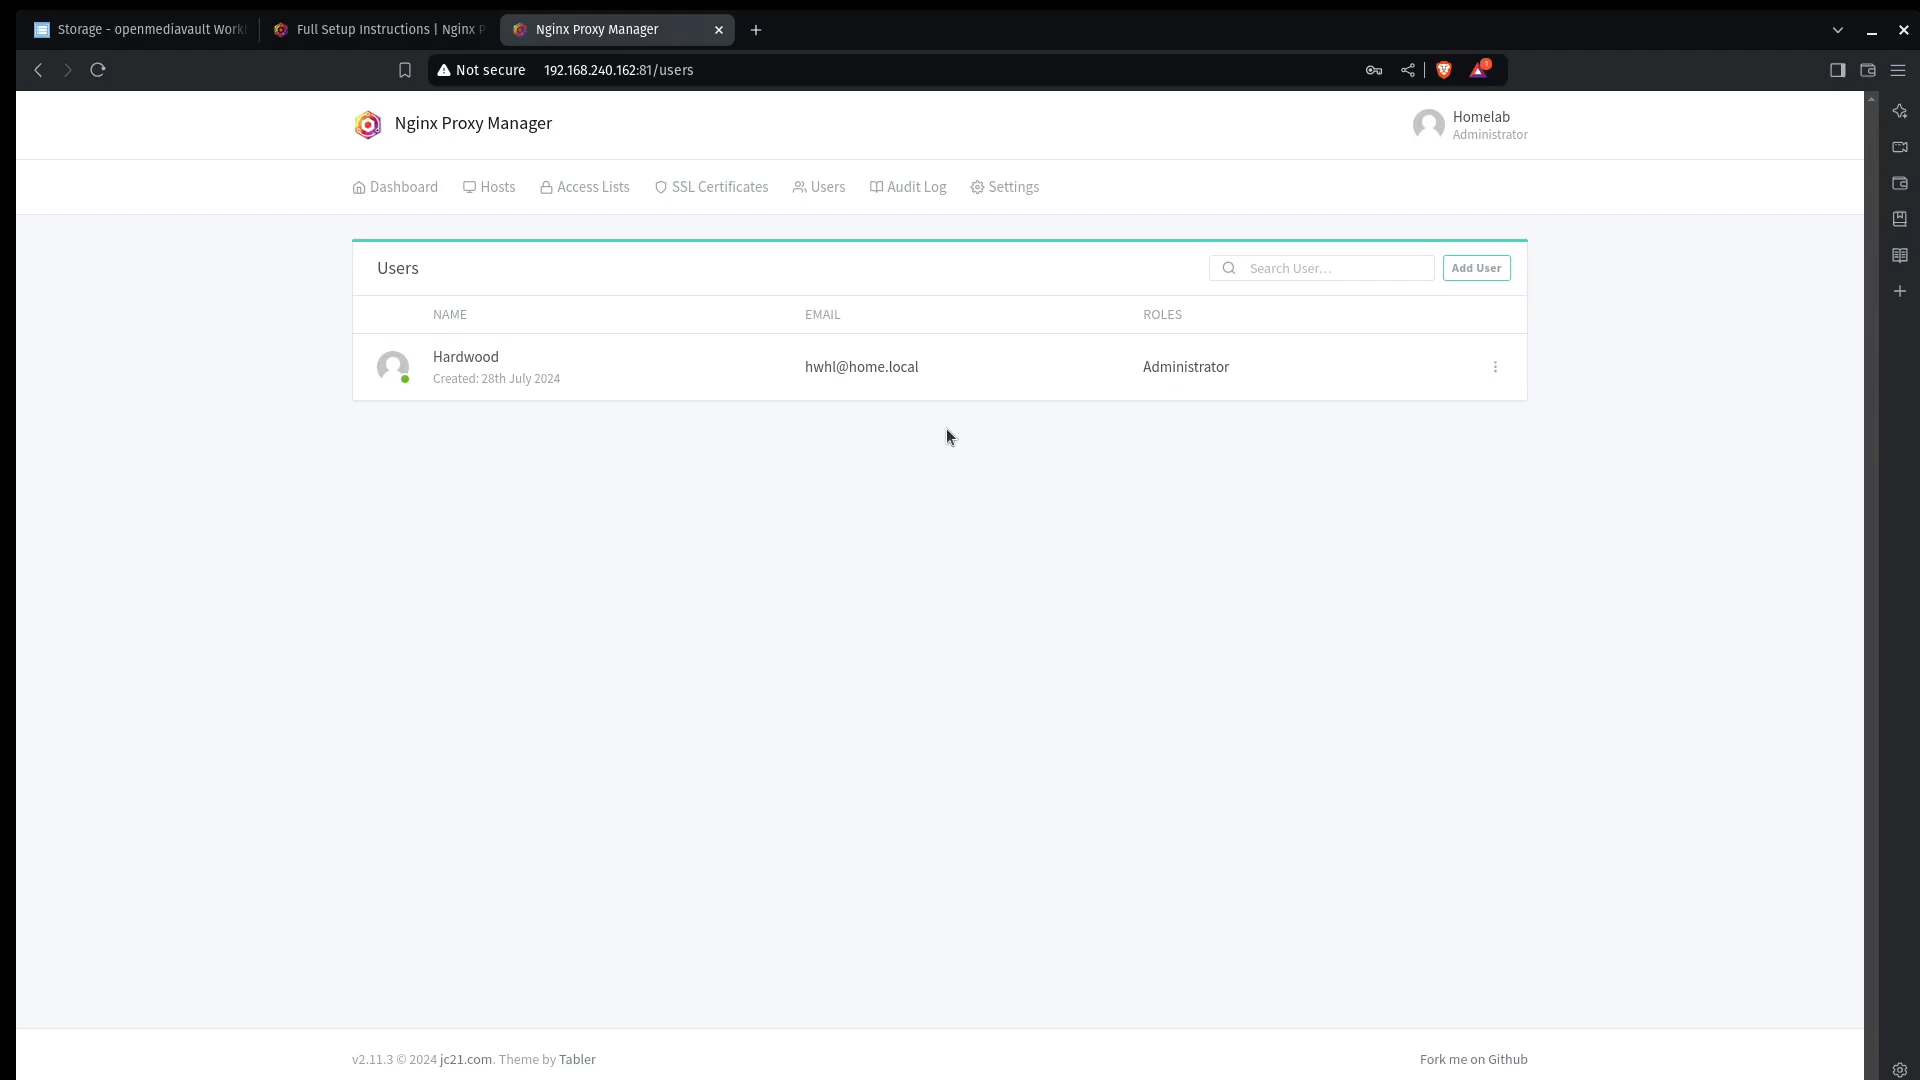 Storage - openmediavault Work
Full Setup Instructions | Nginx P
Nginx Proxy Manager
Not secure 192.168.240.162:81/users
1
Nginx Proxy Manager
Homelab
Administrator
Dashboard Hosts Access Lists SSL Certificates Users Audit Log Settings
Users
Search User…
Add User
NAME EMAIL ROLES
Hardwood
Created: 28th July 2024
hwhl@home.local
Administrator
v2.11.3 © 2024 jc21.com. Theme by Tabler
Fork me on Github